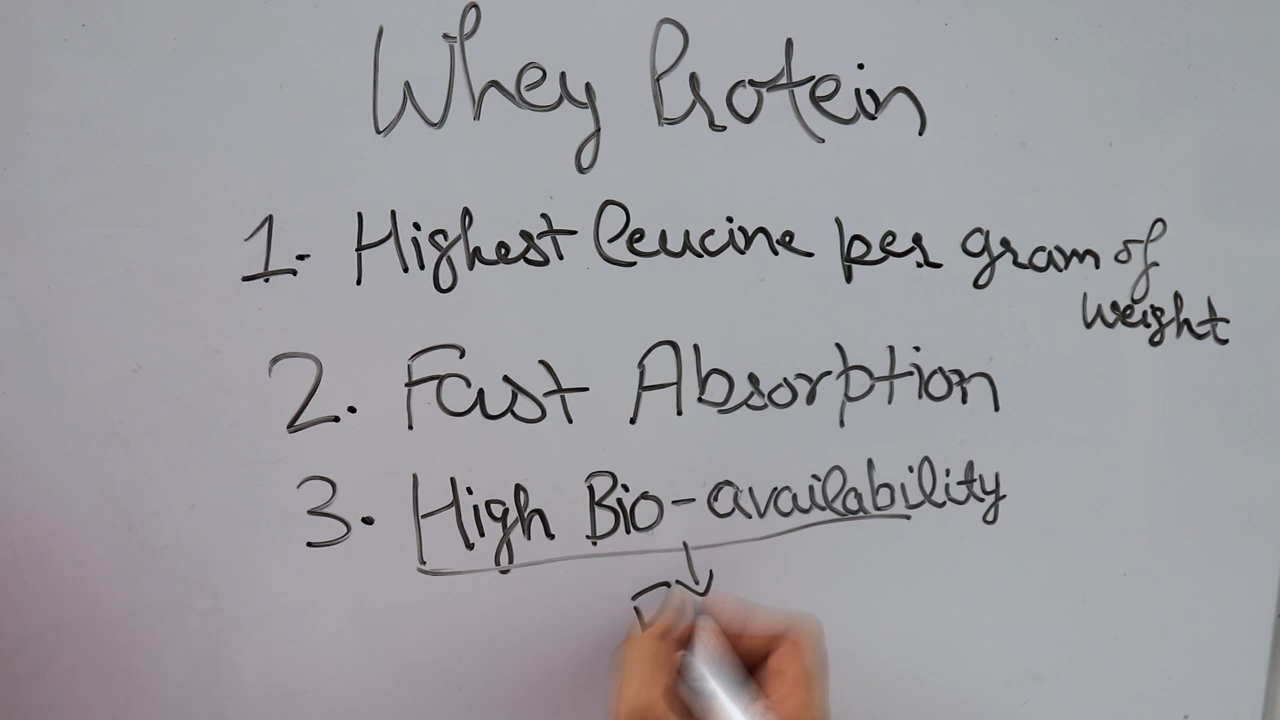 Whey Protein
1. Highest leucine per gram of
weight
2. Fast Absorption
3. High Bio-availability